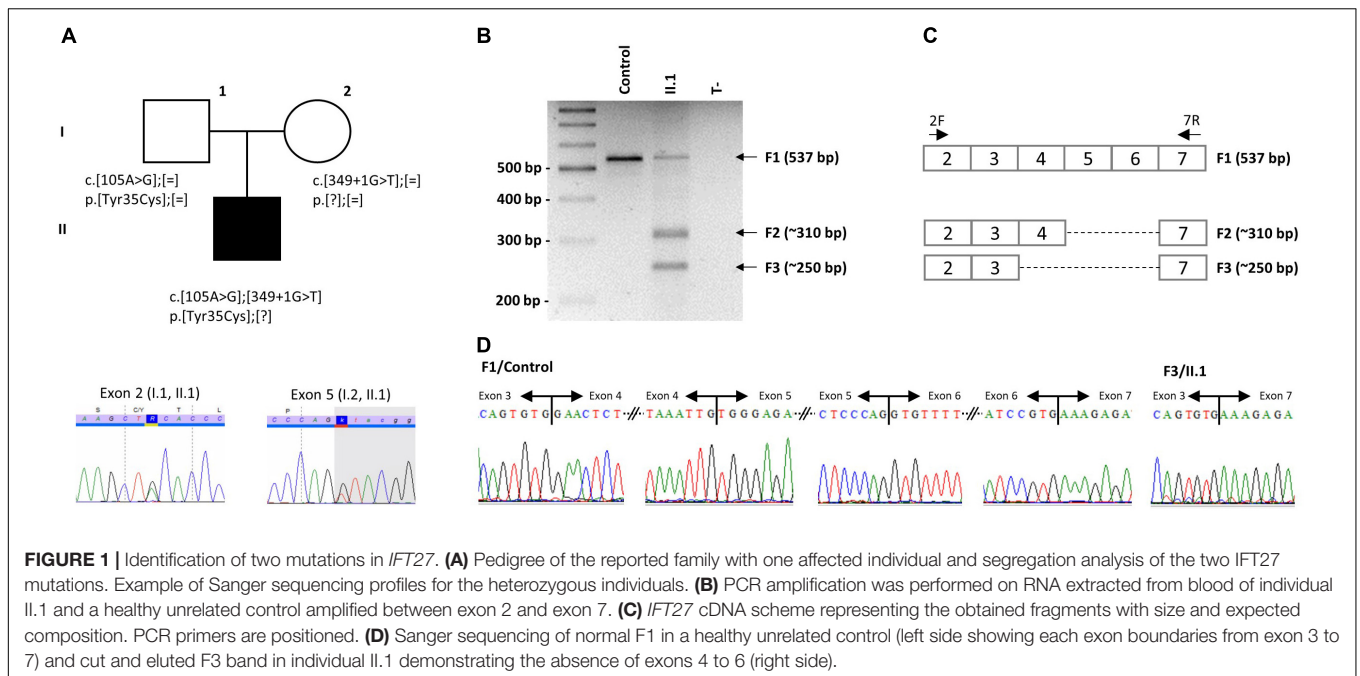 A
1
2
I
c.[105A>G];[=]
p.[Tyr35Cys];[=]
c.[349+1G>T];[=]
p.[?];[=]
II
c.[105A>G];[349+1G>T]
p.[Tyr35Cys];[?]
Exon 2 (I.1, II.1)
S C/Y T L
A A G C T R C A C C C
Exon 5 (I.2, II.1)
P
C C C A G k t a c g g
B
Control
II.1
T-
500 bp -
400 bp -
300 bp -
200 bp -
F1 (537 bp)
F2 (~310 bp)
F3 (~250 bp)
C
2F
7R
2 3 4 5 6 7 F1 (537 bp)
2 3 4 7 F2 (~310 bp)
2 3 7 F3 (~250 bp)
D
F1/Control
F3/II.1
Exon 3 Exon 4
CAGTGTGGAACTCT
Exon 4 Exon 5
TAAATTGTGGGAGA
Exon 5 Exon 6
CTCCCAGGTGTTTT
Exon 6 Exon 7
ATCCGTGAAAGAGA
Exon 3 Exon 7
CAGTGTGAAAGAGA
FIGURE 1 | Identification of two mutations in IFT27. (A) Pedigree of the reported family with one affected individual and segregation analysis of the two IFT27
mutations. Example of Sanger sequencing profiles for the heterozygous individuals. (B) PCR amplification was performed on RNA extracted from blood of individual
II.1 and a healthy unrelated control amplified between exon 2 and exon 7. (C) IFT27 cDNA scheme representing the obtained fragments with size and expected
composition. PCR primers are positioned. (D) Sanger sequencing of normal F1 in a healthy unrelated control (left side showing each exon boundaries from exon 3 to
7) and cut and eluted F3 band in individual II.1 demonstrating the absence of exons 4 to 6 (right side).